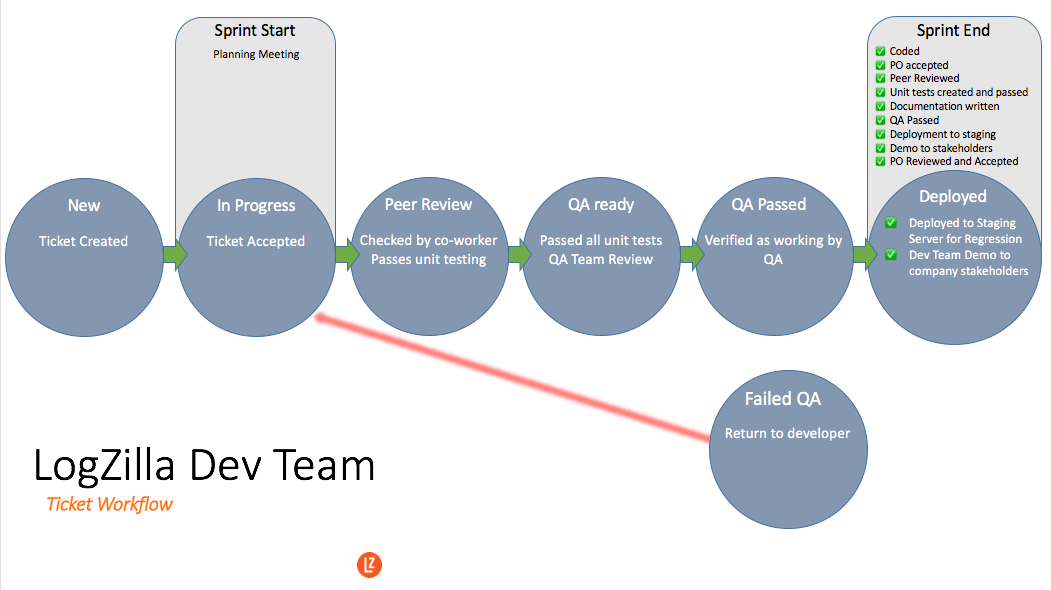 Sprint Start
Planning Meeting
Sprint End
Coded
PO accepted
Peer Reviewed
Unit tests created and passed
Documentation written
QA Passed
Deployment to staging
Demo to stakeholders
PO Reviewed and Accepted
New
Ticket Created
In Progress
Ticket Accepted
Peer Review
Checked by co-worker
Passes unit testing
QA ready
Passed all unit tests
QA Team Review
QA Passed
Verified as working by
QA
Deployed
Deployed to Staging
Server for Regression
Dev Team Demo to
company stakeholders
Failed QA
Return to developer
LogZilla Dev Team
Ticket Workflow
LZ